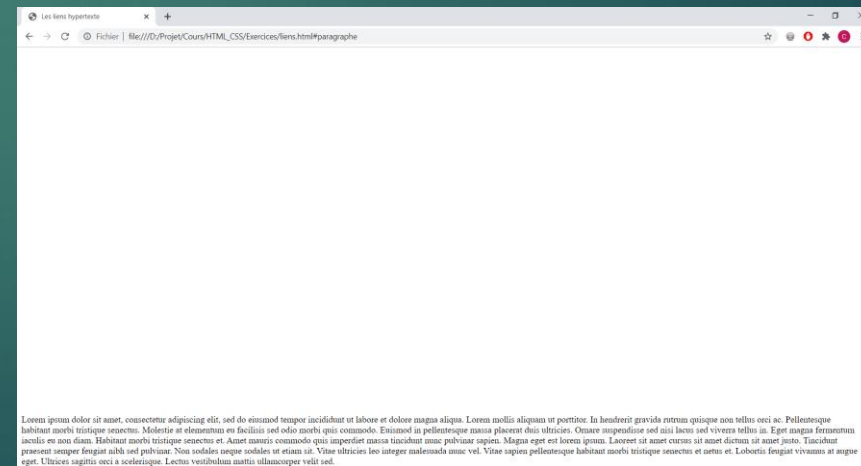 Les liens hypertexte
Fichier | file:///D:/Projet/Cours/HTML_CSS/Exercices/liens.html#paragraphe
C
Lorem ipsum dolor sit amet, consectetur adipiscing elit, sed do eiusmod tempor incididunt ut labore et dolore magna aliqua. Lorem mollis aliquam ut porttitor. In hendrerit gravida rutrum quisque non tellus orci ac. Pellentesque
habitant morbi tristique senectus. Molestie at elementum eu facilisis sed odio morbi quis commodo. Euismod in pellentesque massa placerat duis ultricies. Ornare suspendisse sed nisi lacus sed viverra tellus in. Eget magna fermentum
iaculis eu non diam. Habitant morbi tristique senectus et. Amet mauris commodo quis imperdiet massa tincidunt nunc pulvinar sapien. Magna eget est lorem ipsum. Laoreet sit amet cursus sit amet dictum sit amet justo. Tincidunt
praesent semper feugiat nibh sed pulvinar. Non sodales neque sodales ut etiam sit. Vitae ultricies leo integer malesuada nunc vel. Vitae sapien pellentesque habitant morbi tristique senectus et netus et. Lobortis feugiat vivamus at augue
eget. Ultrices sagittis orci a scelerisque. Lectus vestibulum mattis ullamcorper velit sed.